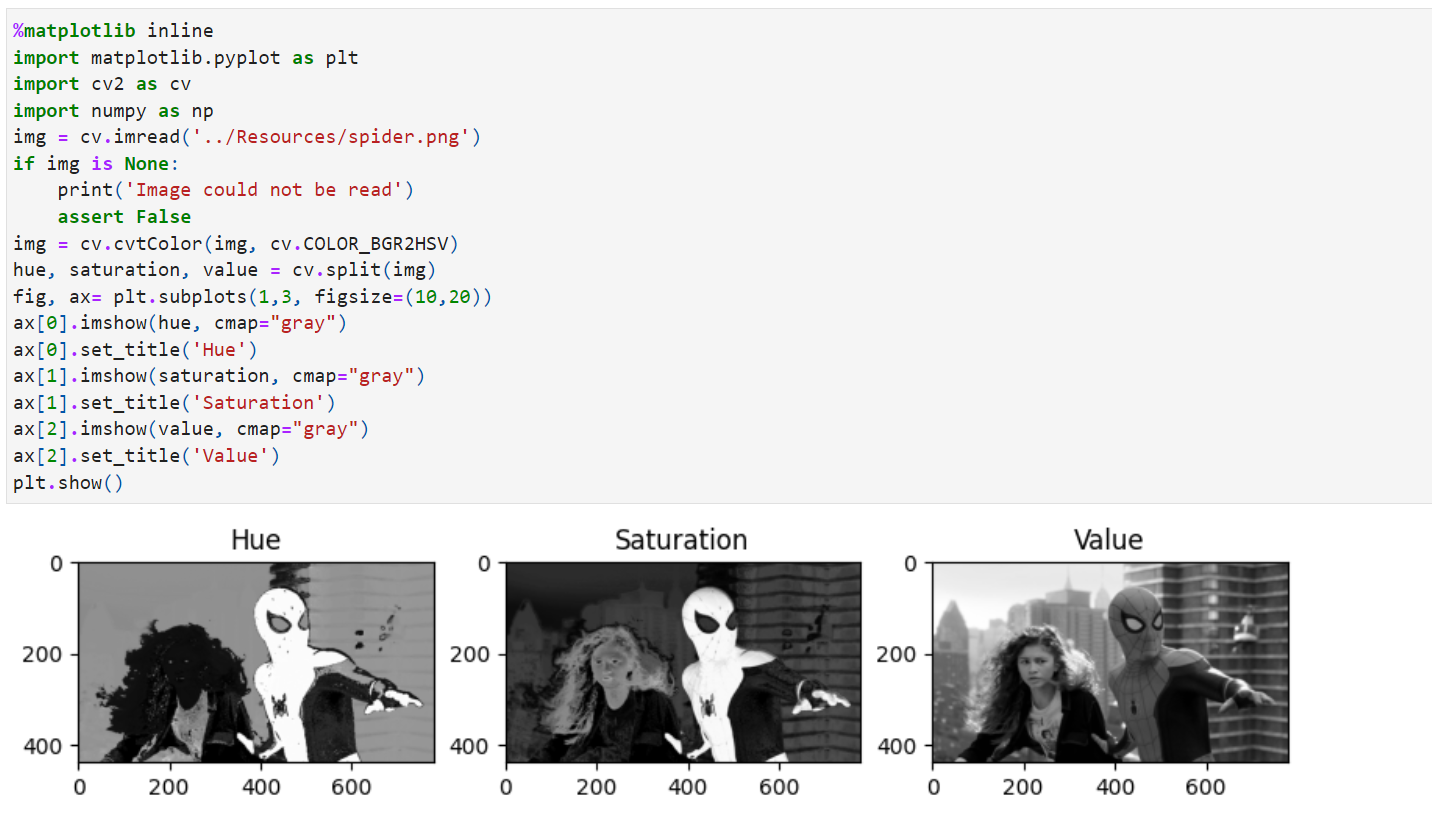 %matplotlib inline
import matplotlib.pyplot as plt
import cv2 as cv
import numpy as np
img = cv.imread('../Resources/spider.png')
if img is None:
    print('Image could not be read')
    assert False
img = cv.cvtColor(img, cv.COLOR_BGR2HSV)
hue, saturation, value = cv.split(img)
fig, ax= plt.subplots(1,3, figsize=(10,20))
ax[0].imshow(hue, cmap="gray")
ax[0].set_title('Hue')
ax[1].imshow(saturation, cmap="gray")
ax[1].set_title('Saturation')
ax[2].imshow(value, cmap="gray")
ax[2].set_title('Value')
plt.show()
Hue Saturation Value
0 0 0
200 200 200
400 400 400
0 200 400 600 0 200 400 600 0 200 400 600